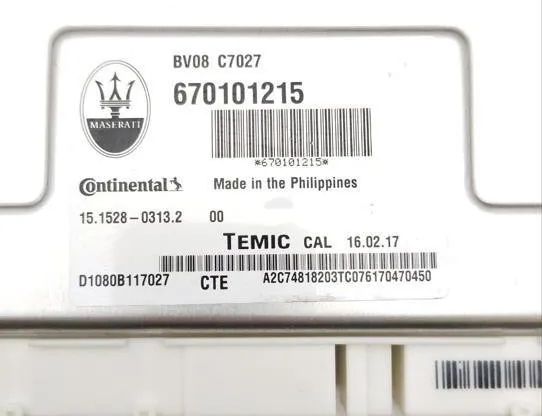 BV08 C7027
670101215
MASERATI
*670101215*
Continental Made in the Philippines
15.1528-0313.2 00
TEMIC CAL 16.02.17
D1080B117027 CTE A2C74818203TC076170470450